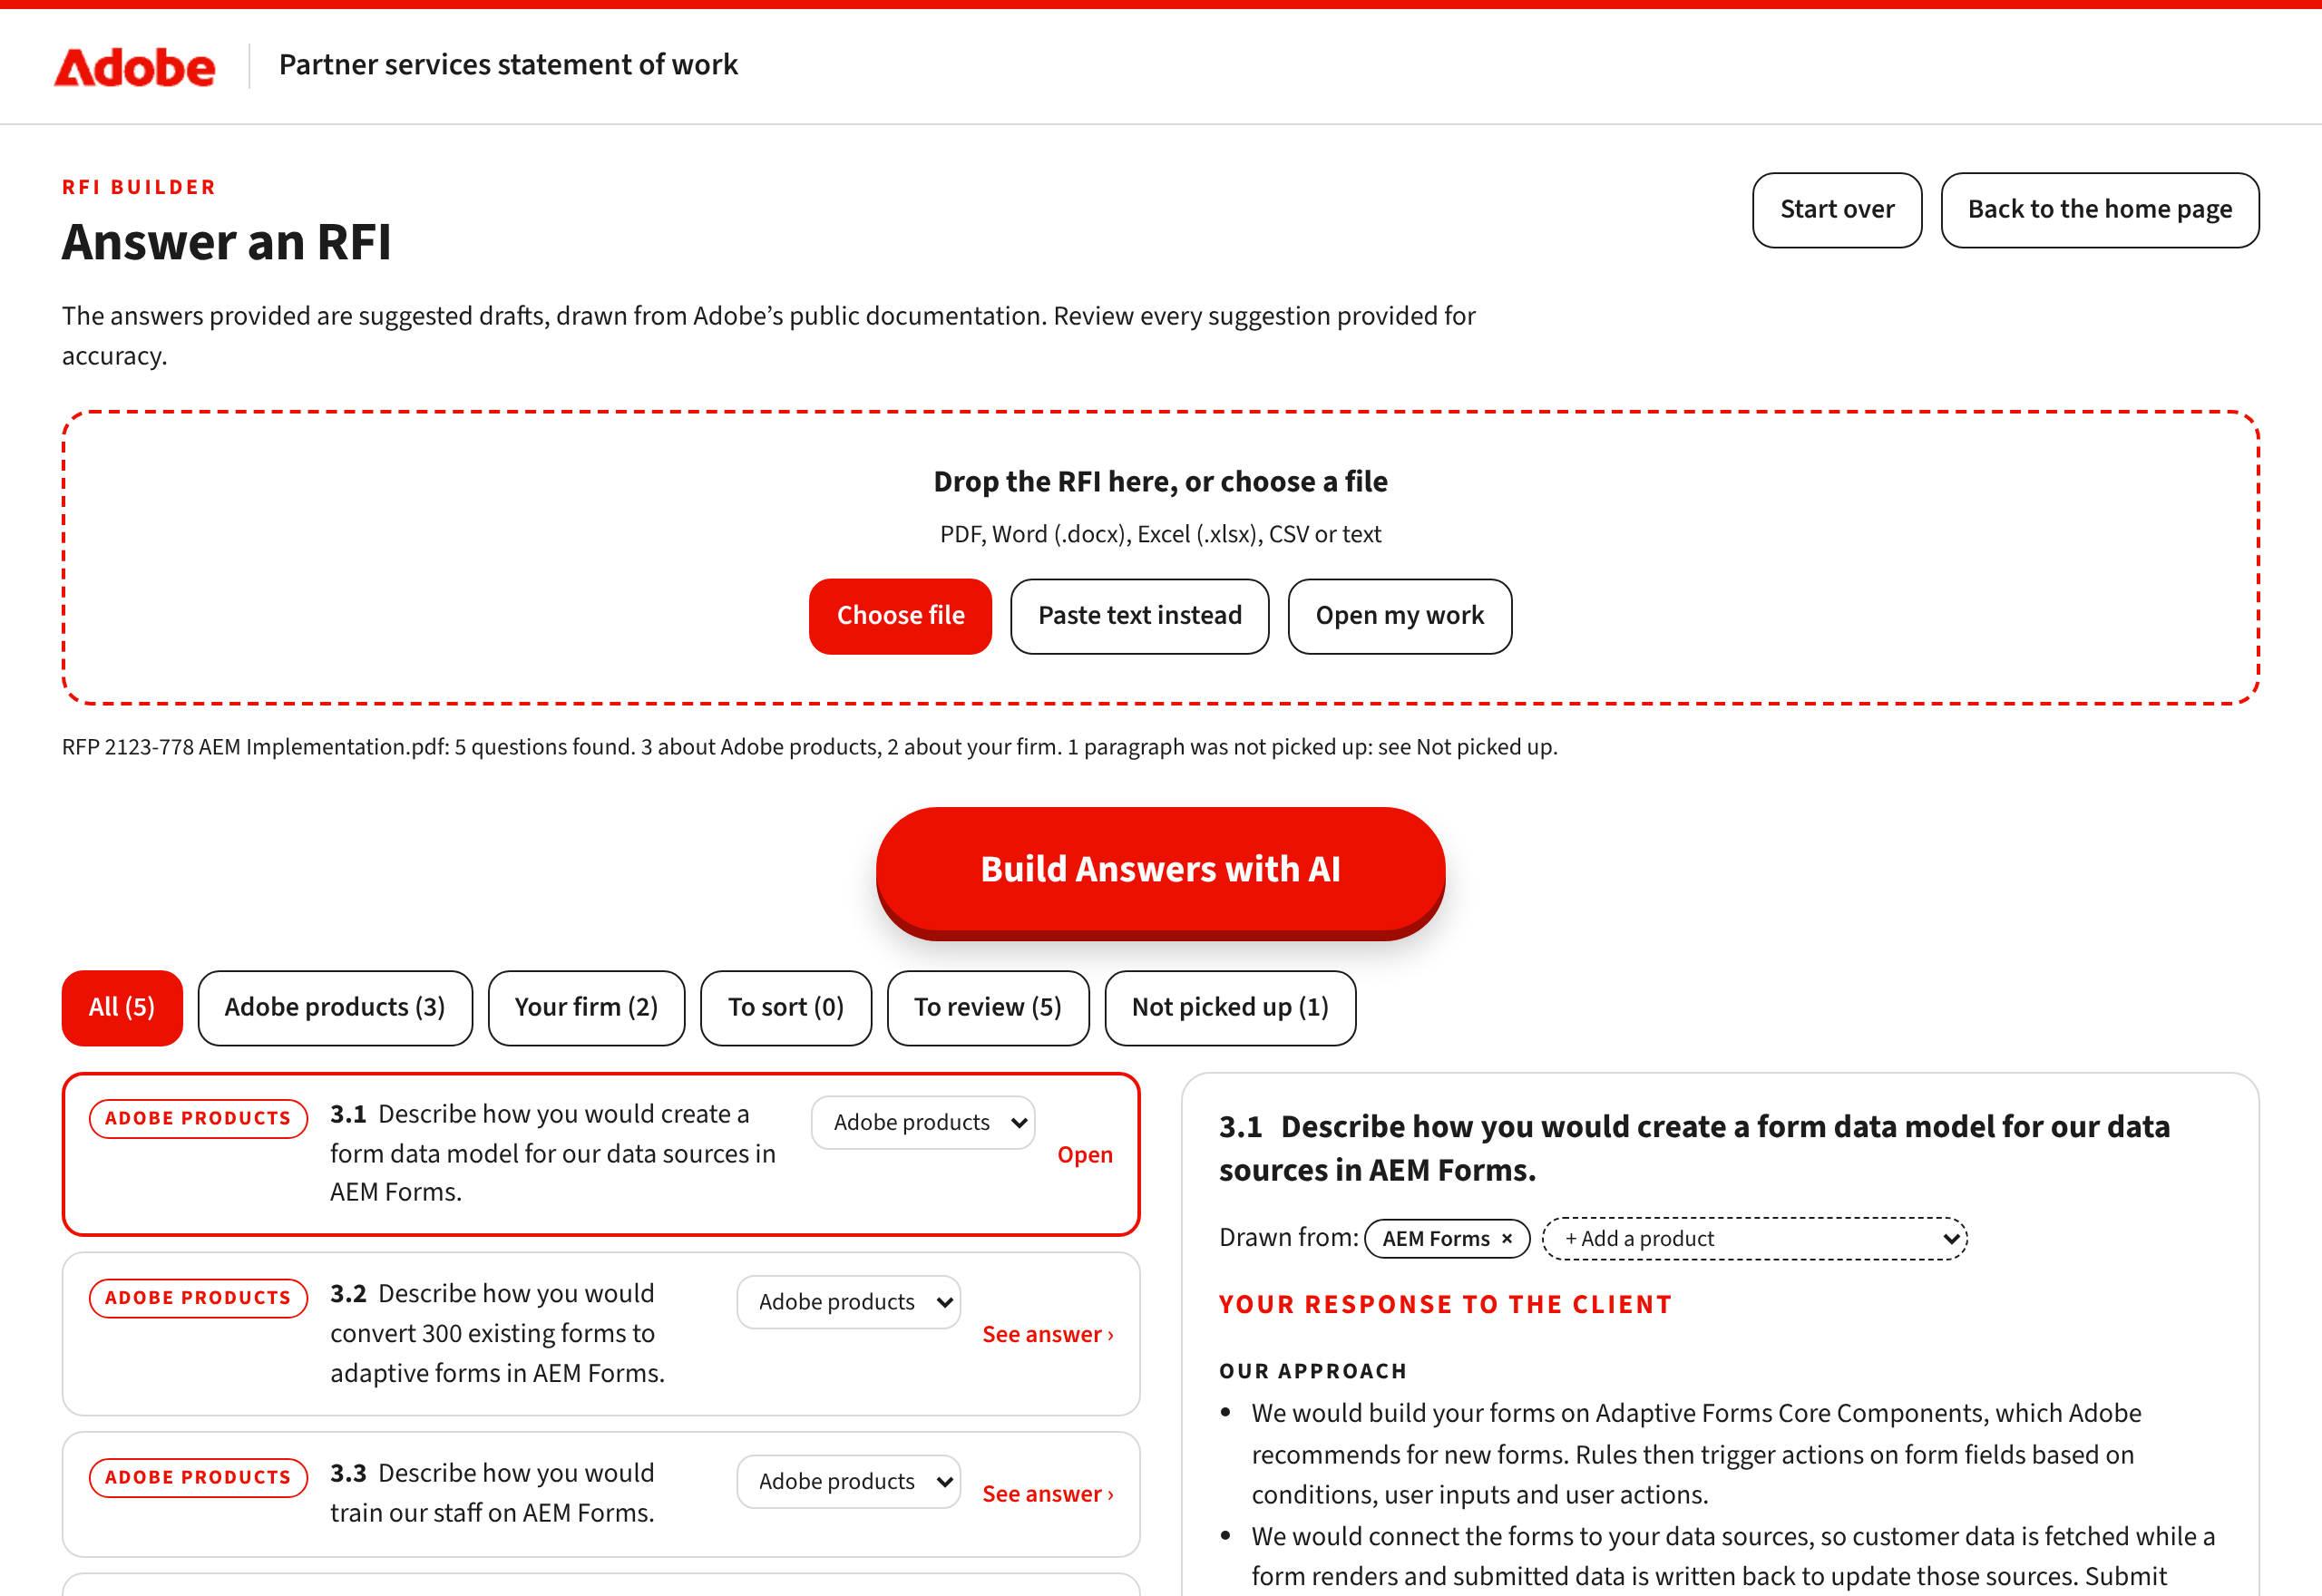 Adobe
Partner services statement of work
RFI BUILDER
Answer an RFI
Start over
Back to the home page
The answers provided are suggested drafts, drawn from Adobe’s public documentation. Review every suggestion provided for
accuracy.
Drop the RFI here, or choose a file
PDF, Word (.docx), Excel (.xlsx), CSV or text
Choose file
Paste text instead
Open my work
RFP 2123-778 AEM Implementation.pdf: 5 questions found. 3 about Adobe products, 2 about your firm. 1 paragraph was not picked up: see Not picked up.
Build Answers with AI
All (5)
Adobe products (3)
Your firm (2)
To sort (0)
To review (5)
Not picked up (1)
ADOBE PRODUCTS
3.1 Describe how you would create a
form data model for our data sources in
AEM Forms.
Adobe products
Open
ADOBE PRODUCTS
3.2 Describe how you would
convert 300 existing forms to
adaptive forms in AEM Forms.
Adobe products
See answer ›
ADOBE PRODUCTS
3.3 Describe how you would
train our staff on AEM Forms.
Adobe products
See answer ›
3.1 Describe how you would create a form data model for our data
sources in AEM Forms.
Drawn from: AEM Forms × + Add a product
YOUR RESPONSE TO THE CLIENT
OUR APPROACH
• We would build your forms on Adaptive Forms Core Components, which Adobe
recommends for new forms. Rules then trigger actions on form fields based on
conditions, user inputs and user actions.
• We would connect the forms to your data sources, so customer data is fetched while a
form renders and submitted data is written back to update those sources. Submit